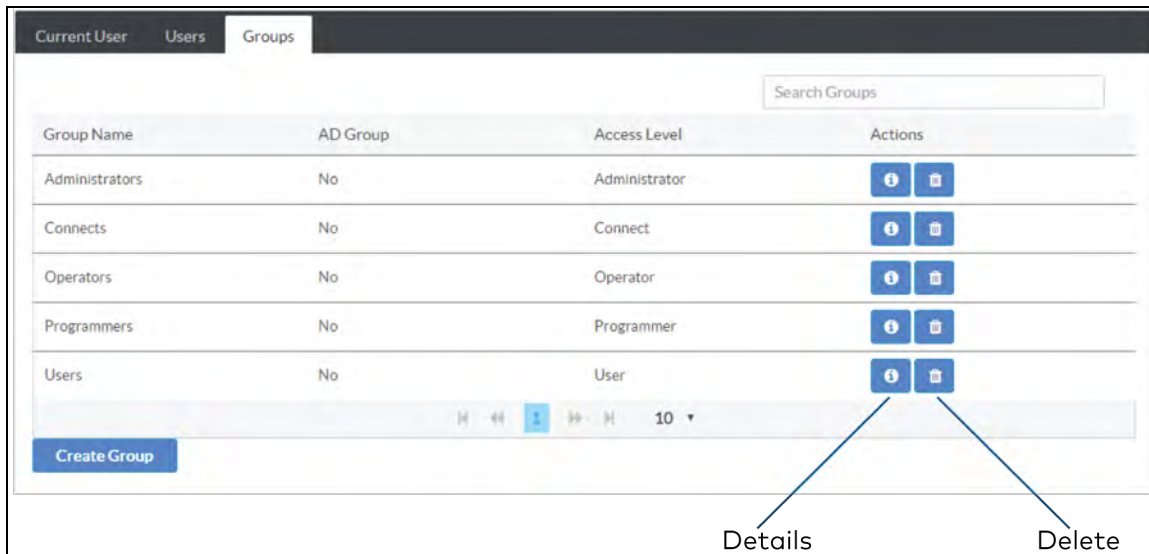 Current User Users Groups
Search Groups
Group Name AD Group Access Level Actions
Administrators No Administrator
Connects No Connect
Operators No Operator
Programmers No Programmer
Users No User
1 10
Create Group
Details Delete